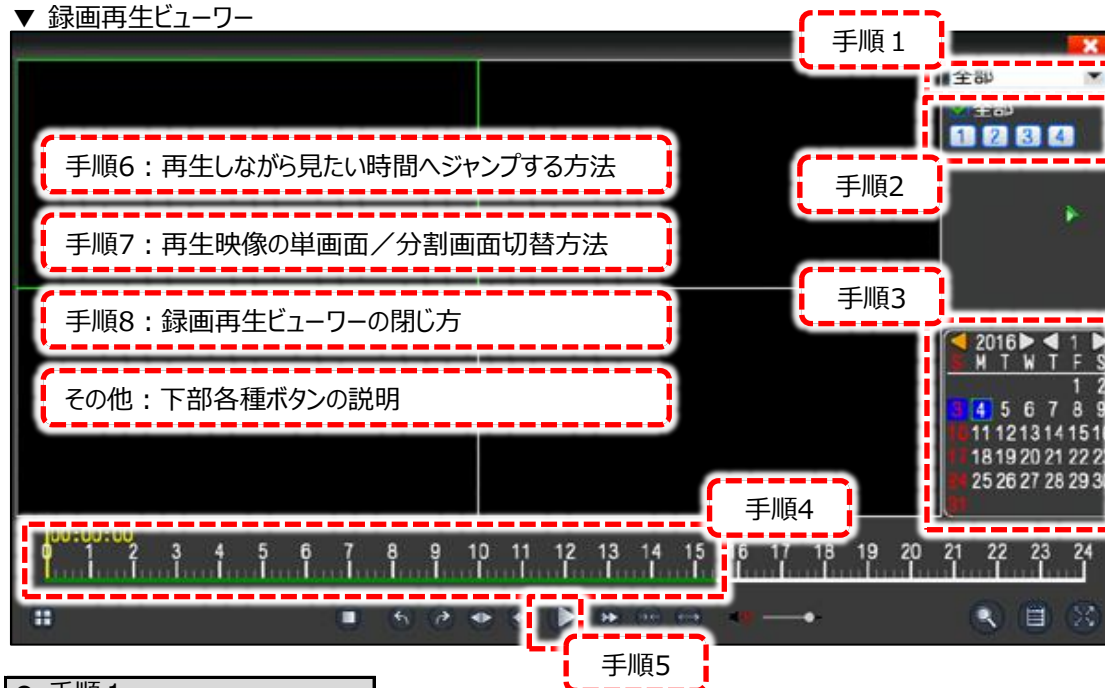 ▼ 録画再生ビューワー
手順１
全部
全部
1 2 3 4
手順6：再生しながら見たい時間へジャンプする方法
手順2
手順7：再生映像の単画面／分割画面切替方法
手順3
手順8：録画再生ビューワーの閉じ方
2016 1
S M T W T F S
1 2
その他：下部各種ボタンの説明
3 4 5 6 7 8 9
10 11 12 13 14 15 16
17 18 19 20 21 22 23
24 25 26 27 28 29 30
31
手順4
00:00:00
0 1 2 3 4 5 6 7 8 9 10 11 12 13 14 15 16 17 18 19 20 21 22 23 24
手順5
手順１